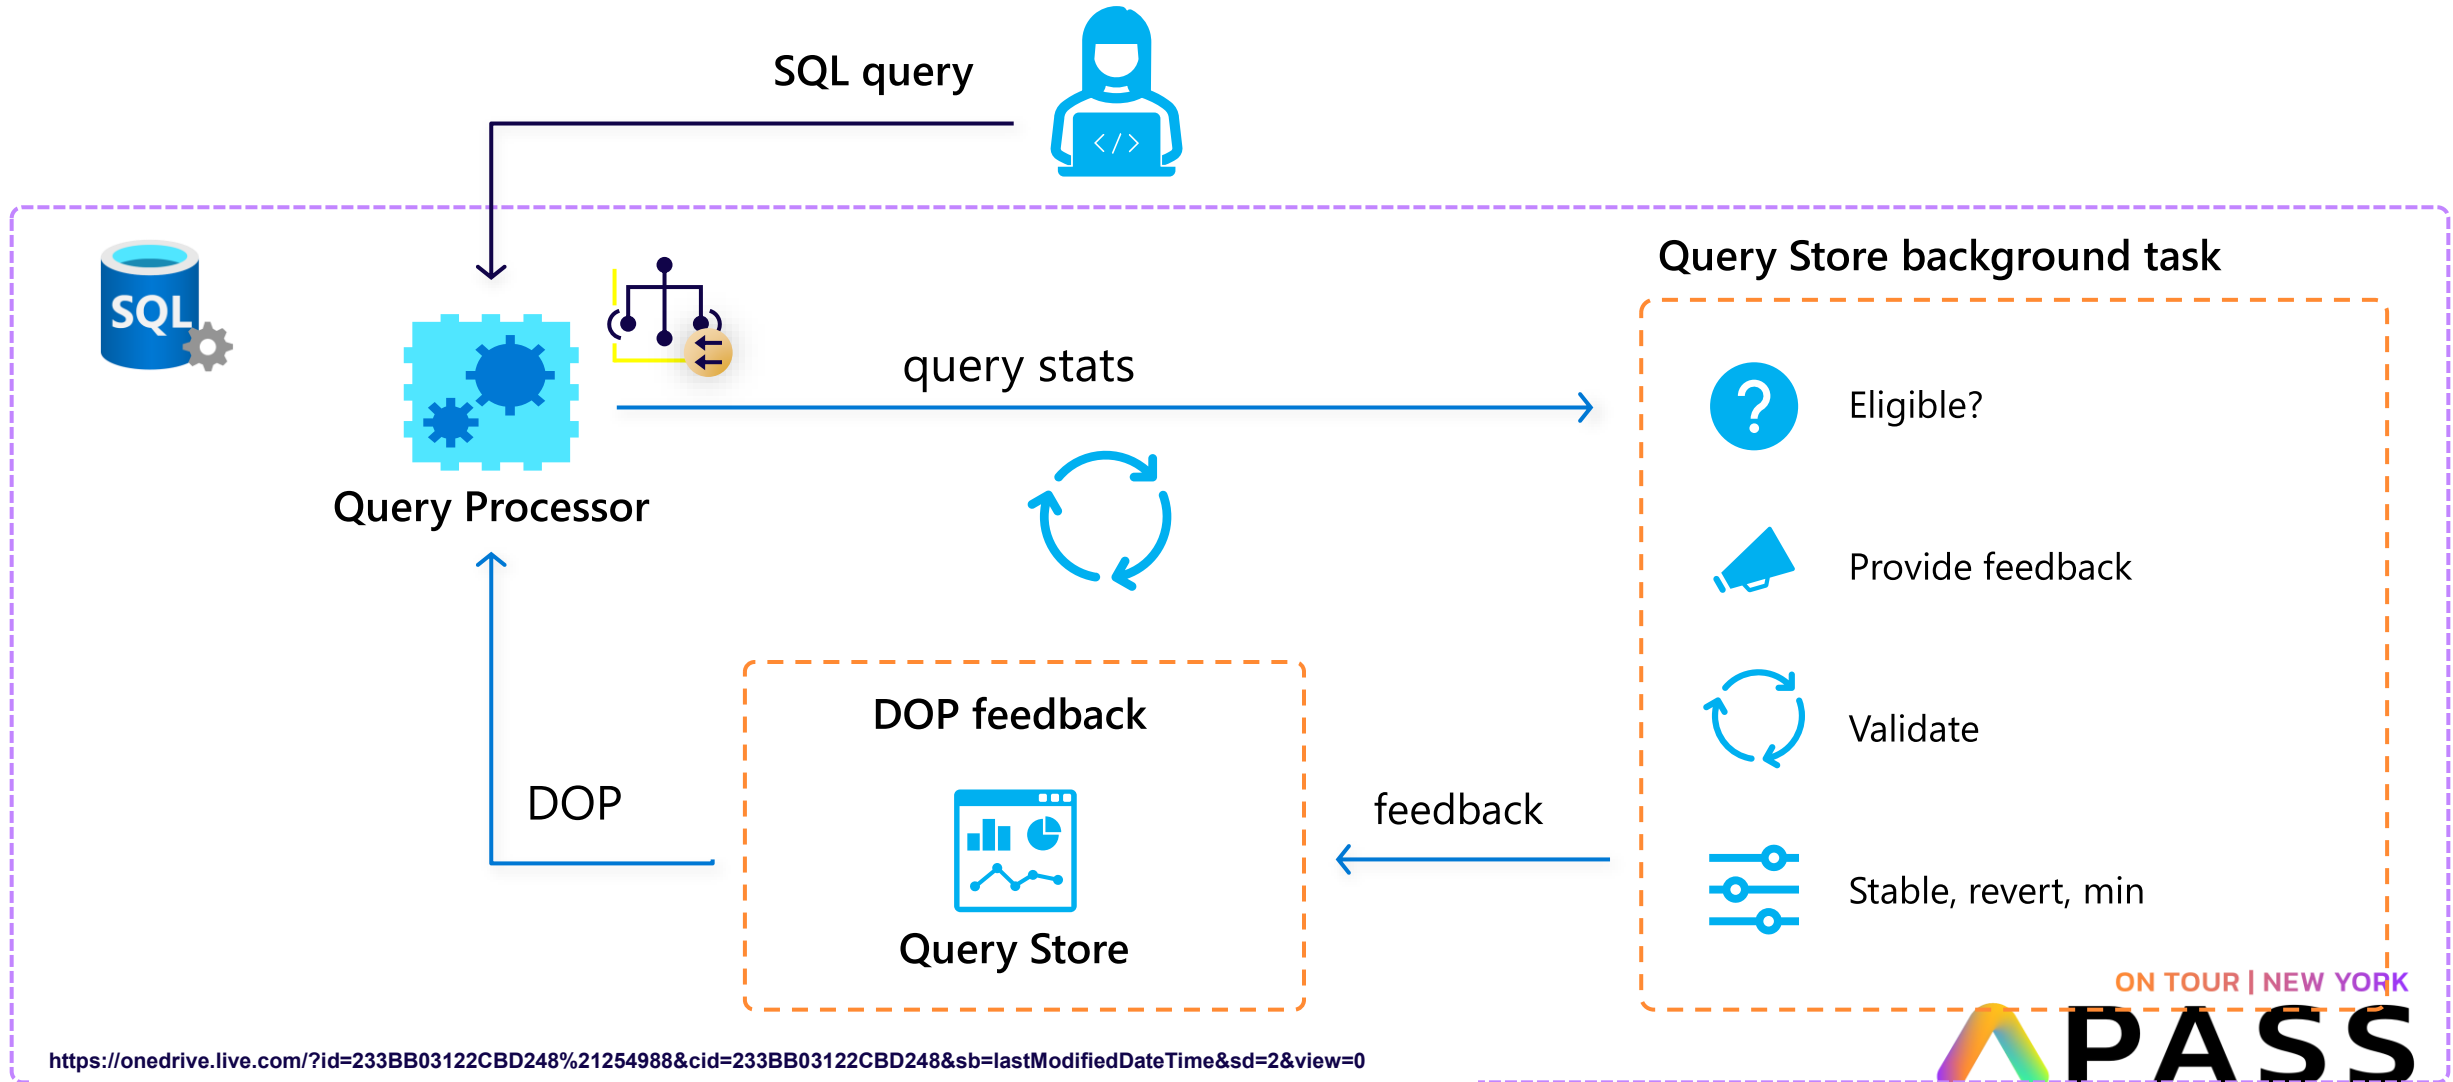 SQL query
</>
SQL
Query Store background task
query stats
Eligible?
Query Processor
Provide feedback
DOP feedback
Validate
DOP
feedback
Stable, revert, min
Query Store
ON TOUR | NEW YORK
PASS
https://onedrive.live.com/?id=233BB03122CBD248%21254988&cid=233BB03122CBD248&sb=lastModifiedDateTime&sd=2&view=0